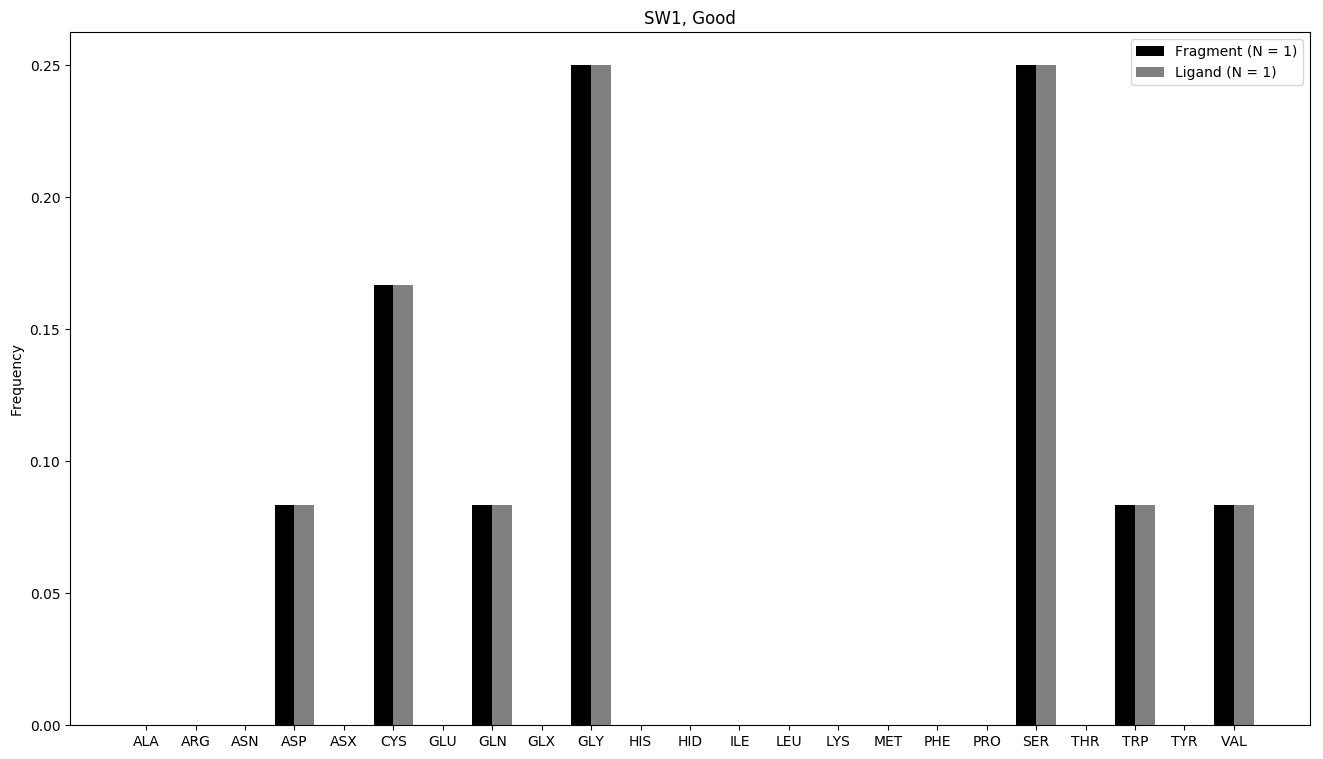 SW1, Good
Fragment (N = 1)
Ligand (N = 1)
Frequency
0.25
0.20
0.15
0.10
0.05
0.00
ALA ARG ASN ASP ASX CYS GLU GLN GLX GLY HIS HID ILE LEU LYS MET PHE PRO SER THR TRP TYR VAL